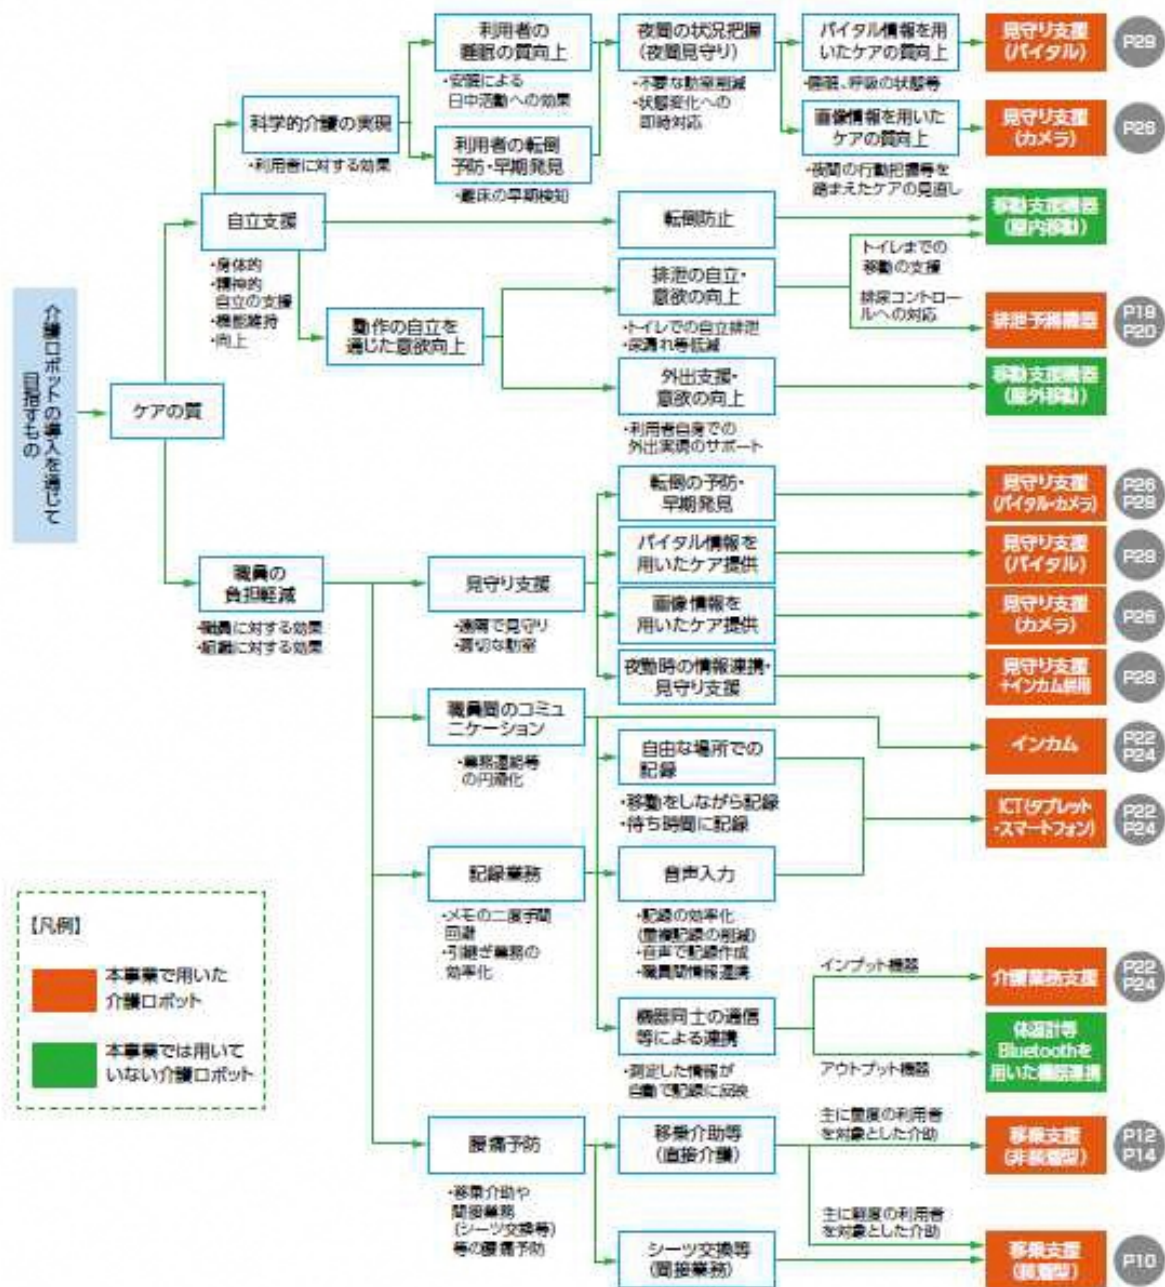 介護ロボットの導入を通じて
目指すもの
ケアの質
自立支援
・身体的
・精神的
自立の支援
・機能維持
・向上
科学的介護の実現
・利用者に対する効果
利用者の
睡眠の質向上
・安眠による
日中活動への効果
利用者の転倒
予防・早期発見
・離床の早期検知
夜間の状況把握
(夜間見守り)
・不要な訪室削減
・状態変化への
即時対応
バイタル情報を用
いたケアの質向上
・睡眠、呼吸の状態等
画像情報を用いた
ケアの質向上
・夜間の行動把握等を
踏まえたケアの見直し
見守り支援
(バイタル)
P29
見守り支援
(カメラ)
P26
転倒防止
移動支援機器
(屋内移動)
動作の自立を
通じた意欲向上
排泄の自立・
意欲の向上
・トイレでの自立排泄
・尿漏れ等低減
トイレまでの
移動の支援
排尿コントロー
ルへの対応
排泄予測機器
P18
P20
外出支援・
意欲の向上
・利用者自身での
外出実現のサポート
移動支援機器
(屋外移動)
職員の
負担軽減
・職員に対する効果
・組織に対する効果
見守り支援
・遠隔で見守り
・適切な訪室
転倒の予防・
早期発見
見守り支援
(バイタル・カメラ)
P26
P28
バイタル情報を
用いたケア提供
見守り支援
(バイタル)
P28
画像情報を
用いたケア提供
見守り支援
(カメラ)
P26
夜勤時の情報連携・
見守り支援
見守り支援
+インカム併用
P28
職員間のコミュ
ニケーション
・業務連絡等
の円滑化
インカム
P22
P24
自由な場所での
記録
・移動をしながら記録
・待ち時間に記録
ICT(タブレット
・スマートフォン)
P22
P24
記録業務
・メモの二度手間
回避
・引継ぎ業務の
効率化
音声入力
・記録の効率化
(重複記録の削減)
・音声で記録作成
・職員間情報連携
機器同士の通信
等による連携
・測定した情報が
自動で記録に反映
インプット機器
介護業務支援
P22
P24
アウトプット機器
体温計等
Bluetoothを
用いた機器連携
腰痛予防
・移乗介助や
間接業務
(シーツ交換等)
等の腰痛予防
移乗介助等
(直接介護)
主に重度の利用者
を対象とした介助
移乗支援
(非装着型)
P12
P14
主に軽度の利用者
を対象とした介助
シーツ交換等
(間接業務)
移乗支援
(装着型)
P10
【凡例】
本事業で用いた
介護ロボット
本事業では用いて
いない介護ロボット